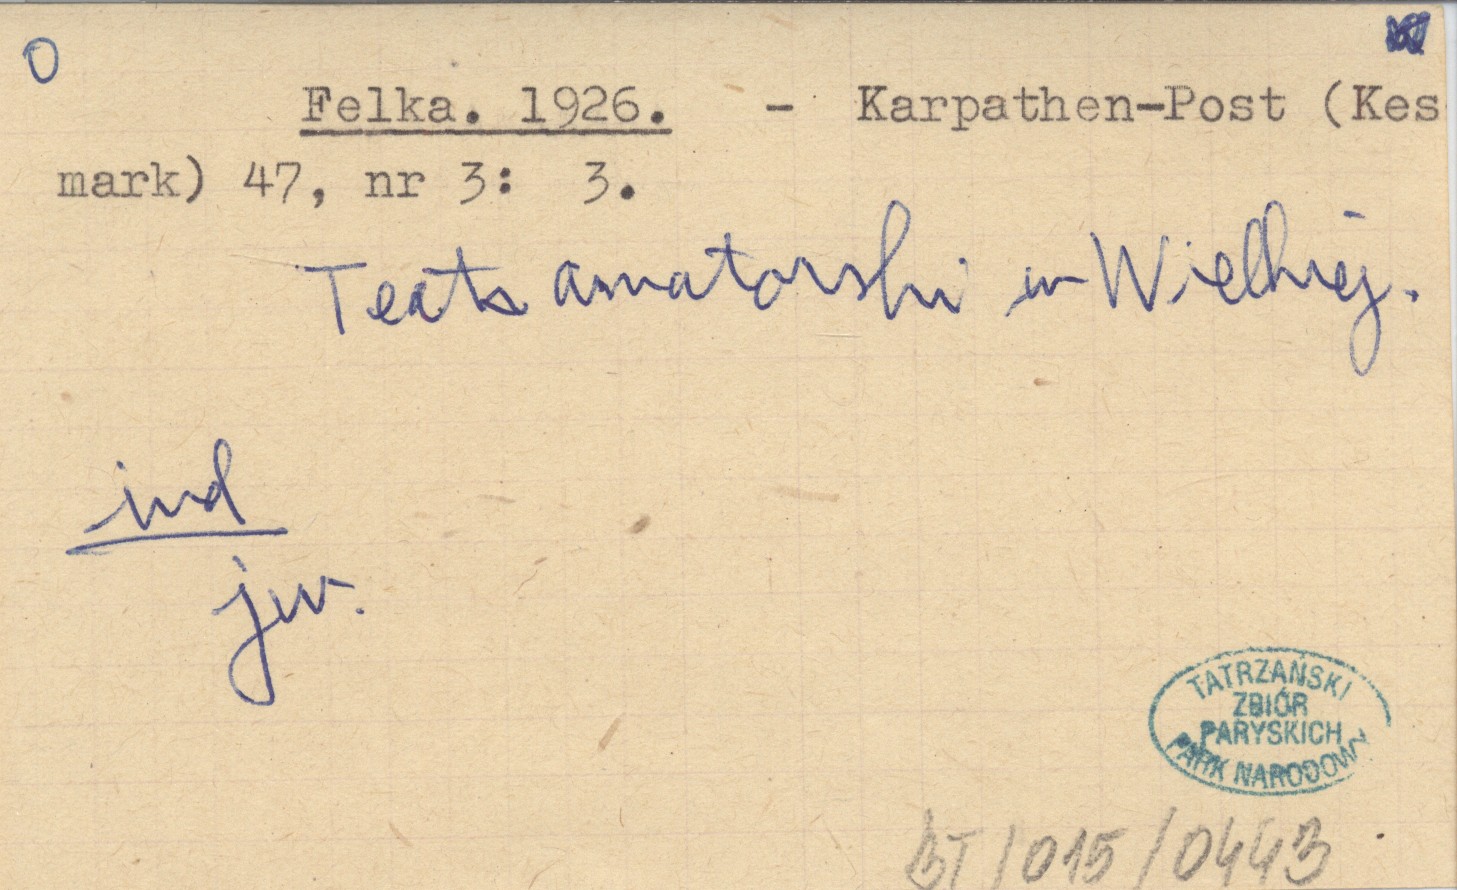 O
Felka. 1926. - Karpathen-Post (Kes
mark) 47, nr 3: 3.
Teatr amatorski w Wielkiej.
ind
jw.
TATRZAŃSKI
ZBIÓR
PARYSKICH
PARK NARODOWY
BT/015/0443